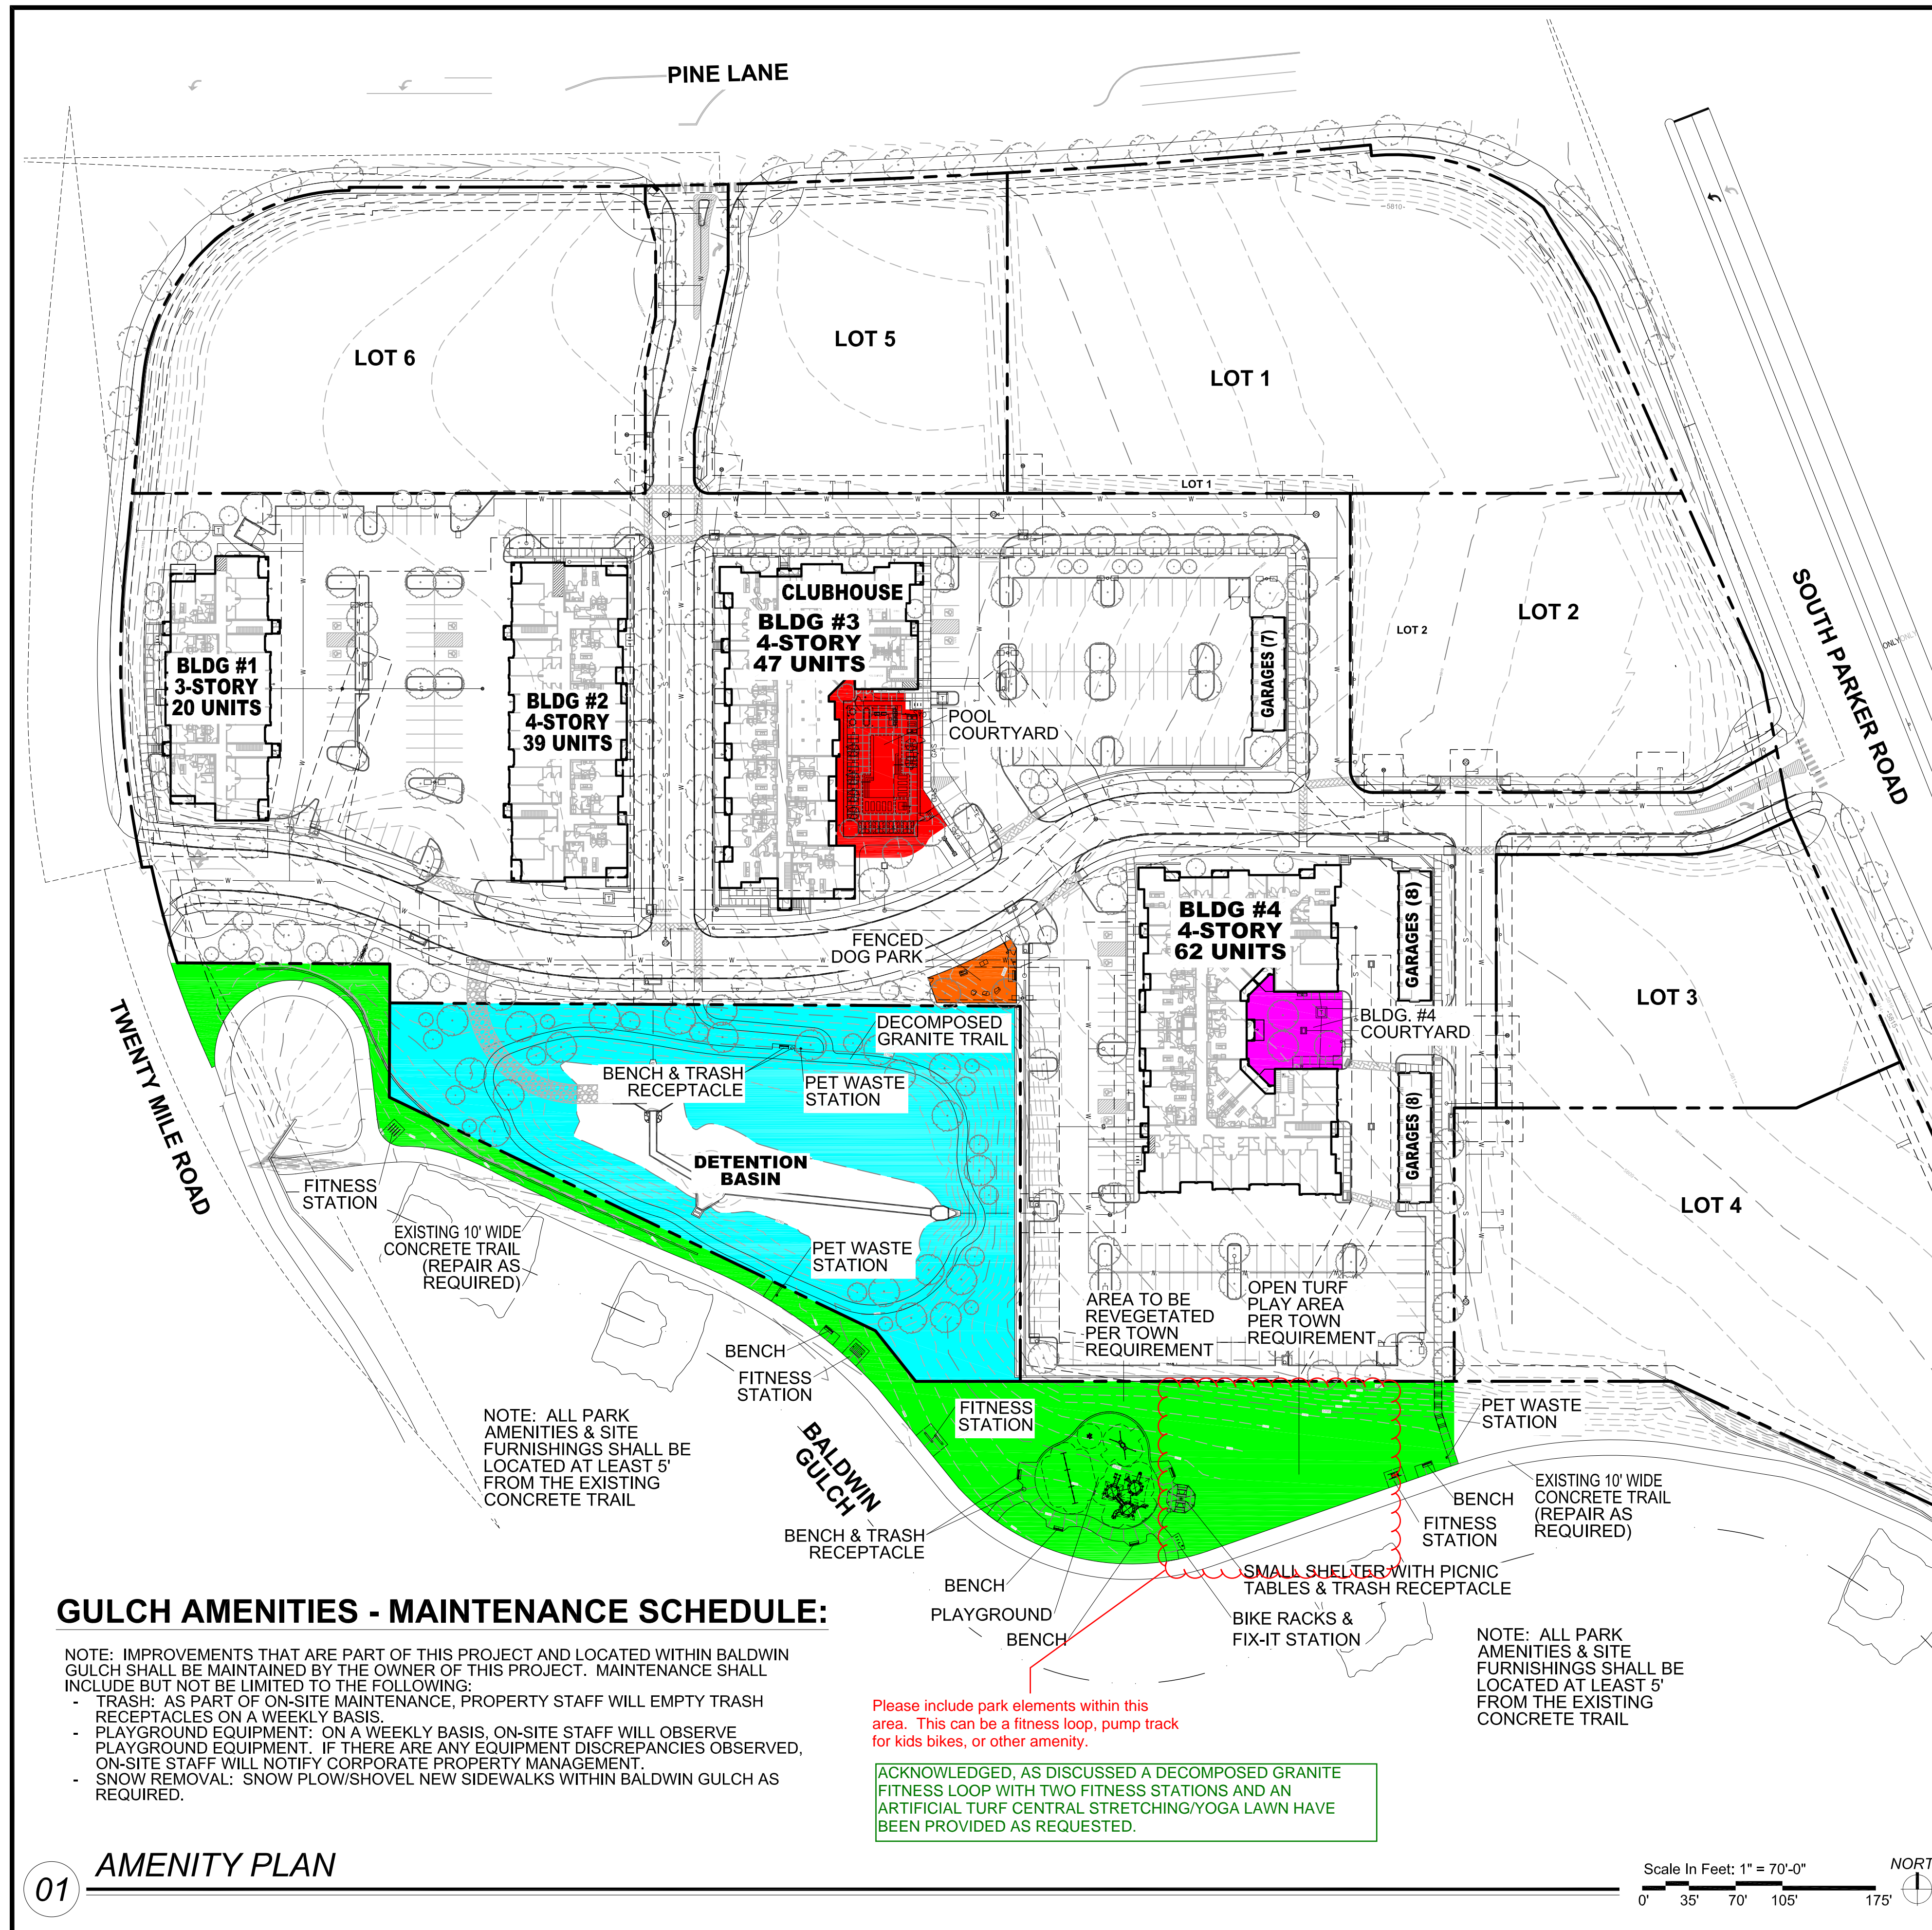 PINE LANE
5810
LOT 6
LOT 5
LOT 1
LOT 1
LOT 2
LOT 2
SOUTH PARKER ROAD
ONLY
ONLY
BLDG #1
3-STORY
20 UNITS
BLDG #2
4-STORY
39 UNITS
CLUBHOUSE
BLDG #3
4-STORY
47 UNITS
POOL
COURTYARD
GARAGES (7)
BLDG #4
4-STORY
62 UNITS
GARAGES (8)
BLDG. #4
COURTYARD
GARAGES (8)
LOT 3
5815
LOT 4
FENCED
DOG PARK
DECOMPOSED
GRANITE TRAIL
BENCH & TRASH
RECEPTACLE
PET WASTE
STATION
DETENTION
BASIN
TWENTY MILE ROAD
FITNESS
STATION
EXISTING 10' WIDE
CONCRETE TRAIL
(REPAIR AS
REQUIRED)
PET WASTE
STATION
AREA TO BE
REVEGETATED
PER TOWN
REQUIREMENT
OPEN TURF
PLAY AREA
PER TOWN
REQUIREMENT
BENCH
FITNESS
STATION
FITNESS
STATION
PET WASTE
STATION
NOTE: ALL PARK
AMENITIES & SITE
FURNISHINGS SHALL BE
LOCATED AT LEAST 5'
FROM THE EXISTING
CONCRETE TRAIL
BALDWIN
GULCH
BENCH & TRASH
RECEPTACLE
BENCH
FITNESS
STATION
EXISTING 10' WIDE
CONCRETE TRAIL
(REPAIR AS
REQUIRED)
SMALL SHELTER WITH PICNIC
TABLES & TRASH RECEPTACLE
BENCH
PLAYGROUND
BENCH
BIKE RACKS &
FIX-IT STATION
NOTE: ALL PARK
AMENITIES & SITE
FURNISHINGS SHALL BE
LOCATED AT LEAST 5'
FROM THE EXISTING
CONCRETE TRAIL
GULCH AMENITIES - MAINTENANCE SCHEDULE:
NOTE: IMPROVEMENTS THAT ARE PART OF THIS PROJECT AND LOCATED WITHIN BALDWIN
GULCH SHALL BE MAINTAINED BY THE OWNER OF THIS PROJECT. MAINTENANCE SHALL
INCLUDE BUT NOT BE LIMITED TO THE FOLLOWING:
- TRASH: AS PART OF ON-SITE MAINTENANCE, PROPERTY STAFF WILL EMPTY TRASH
RECEPTACLES ON A WEEKLY BASIS.
- PLAYGROUND EQUIPMENT: ON A WEEKLY BASIS, ON-SITE STAFF WILL OBSERVE
PLAYGROUND EQUIPMENT. IF THERE ARE ANY EQUIPMENT DISCREPANCIES OBSERVED,
ON-SITE STAFF WILL NOTIFY CORPORATE PROPERTY MANAGEMENT.
- SNOW REMOVAL: SNOW PLOW/SHOVEL NEW SIDEWALKS WITHIN BALDWIN GULCH AS
REQUIRED.
Please include park elements within this
area. This can be a fitness loop, pump track
for kids bikes, or other amenity.
ACKNOWLEDGED, AS DISCUSSED A DECOMPOSED GRANITE
FITNESS LOOP WITH TWO FITNESS STATIONS AND AN
ARTIFICIAL TURF CENTRAL STRETCHING/YOGA LAWN HAVE
BEEN PROVIDED AS REQUESTED.
01
AMENITY PLAN
Scale In Feet: 1" = 70'-0"
0' 35' 70' 105' 175'
NORT